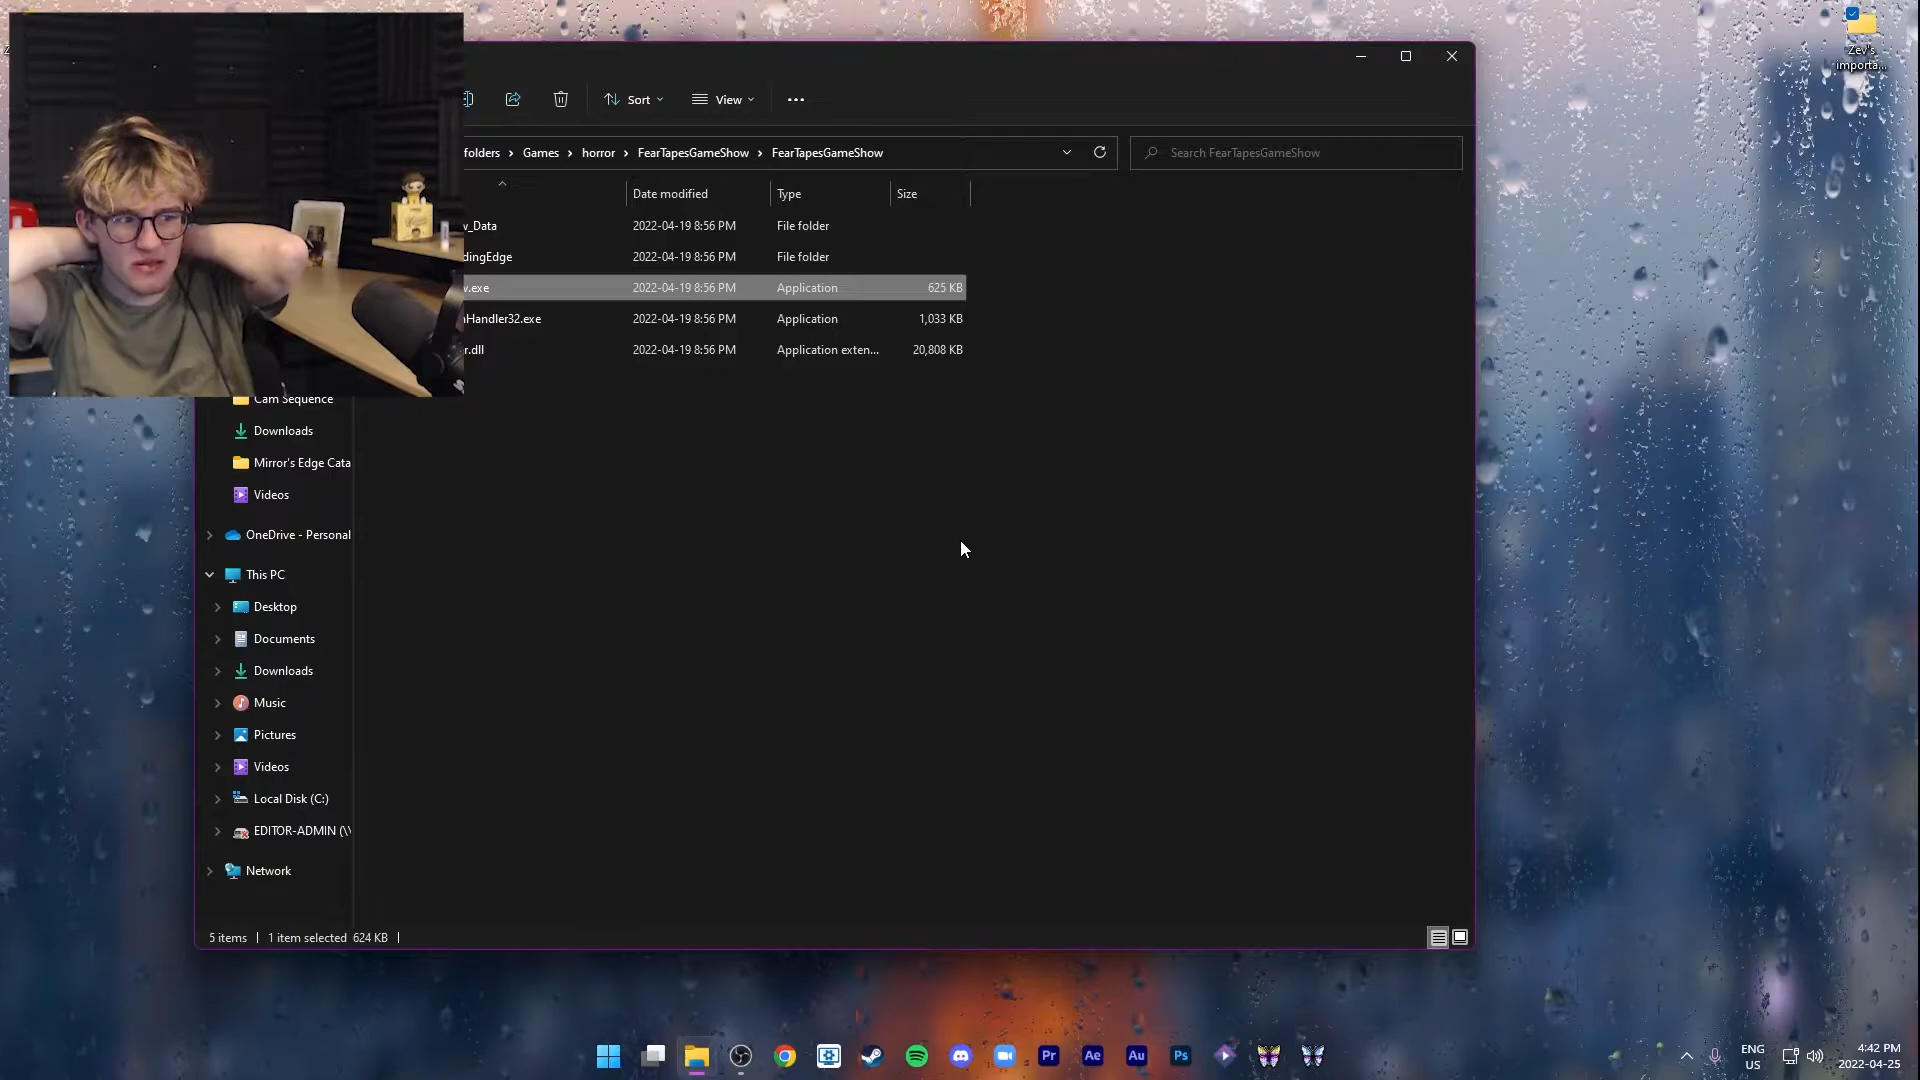 Zev's
importa...
Sort
View
folders > Games > horror > FearTapesGameShow > FearTapesGameShow
Search FearTapesGameShow
Date modified
Type
Size
v_Data
2022-04-19 8:56 PM
File folder
dingEdge
2022-04-19 8:56 PM
File folder
w.exe
2022-04-19 8:56 PM
Application
625 KB
hHandler32.exe
2022-04-19 8:56 PM
Application
1,033 KB
r.dll
2022-04-19 8:56 PM
Application exten...
20,808 KB
Cam Sequence
Downloads
Mirror's Edge Cata
Videos
OneDrive - Personal
This PC
Desktop
Documents
Downloads
Music
Pictures
Videos
Local Disk (C:)
EDITOR-ADMIN (\\
Network
5 items | 1 item selected 624 KB |
Pr
Ae
Au
Ps
ENG
US
4:42 PM
2022-04-25